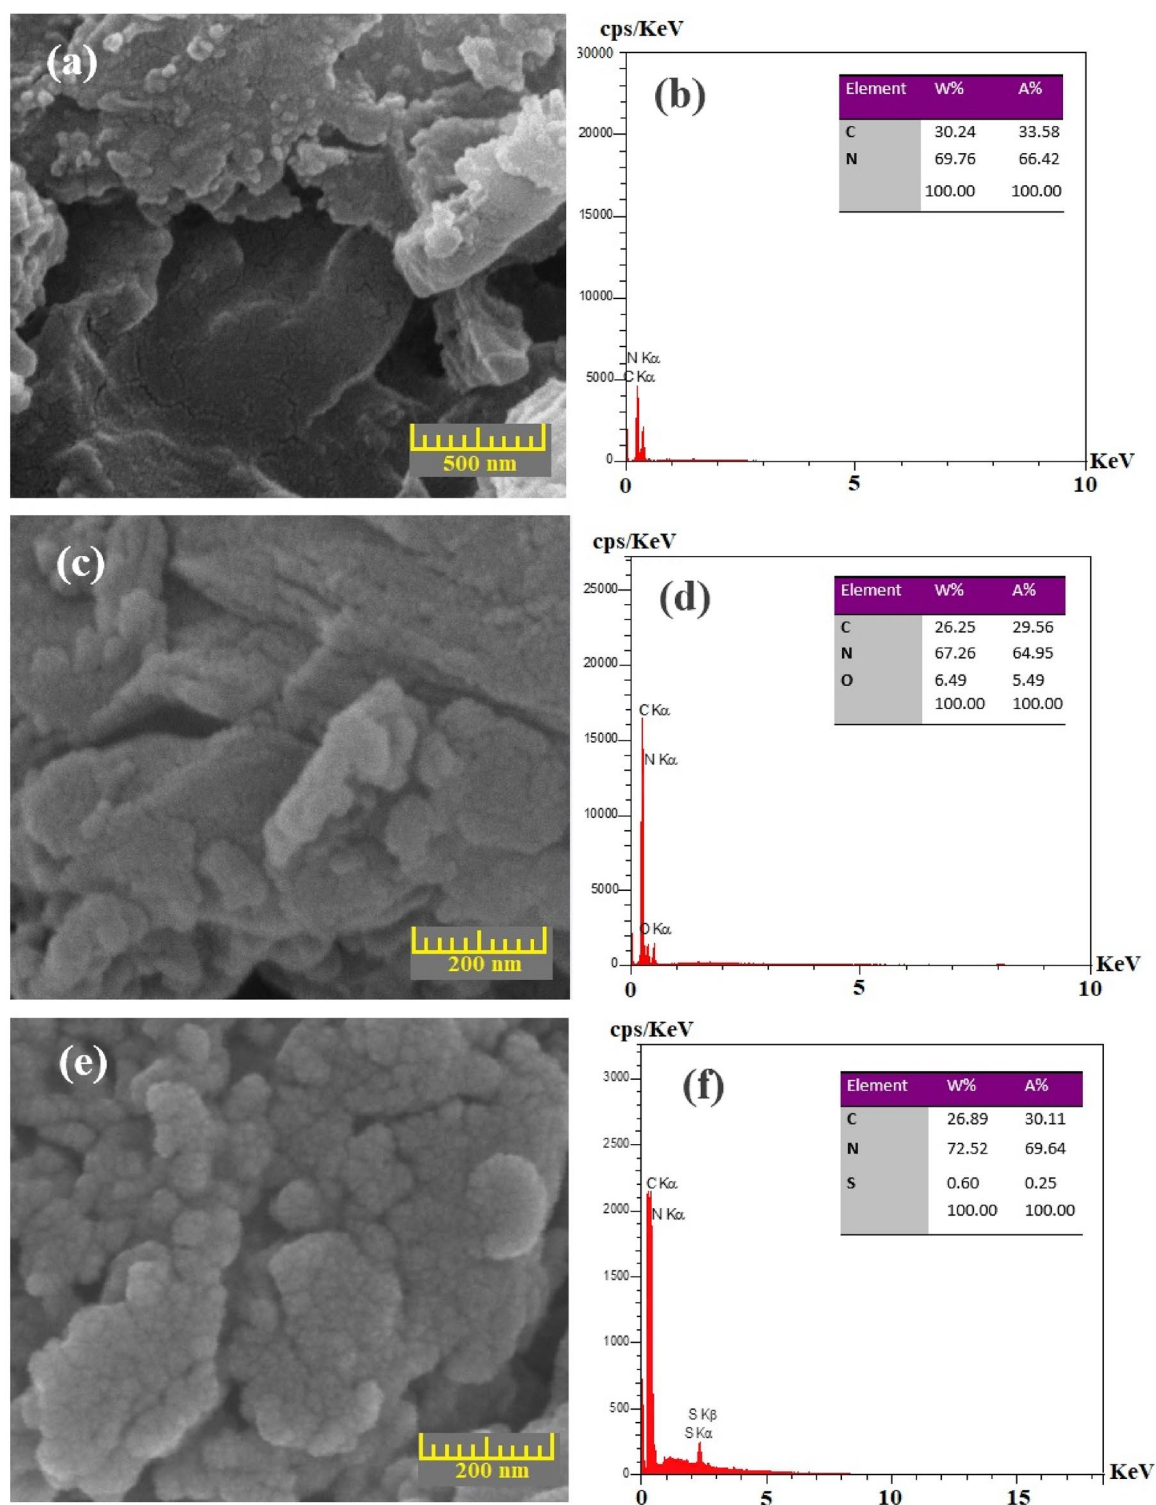 (a)
500 nm
cps/KeV
(b)
30000
20000
15000
10000
5000
0
N Kα
C Kα
0 5 10
KeV
Element W% A%
C 30.24 33.58
N 69.76 66.42
100.00 100.00
(c)
200 nm
cps/KeV
(d)
25000
20000
15000
10000
5000
0
C Kα
N Kα
O Kα
0 5 10
KeV
Element W% A%
C 26.25 29.56
N 67.26 64.95
O 6.49 5.49
100.00 100.00
(e)
200 nm
cps/KeV
(f)
3000
2500
2000
1500
1000
500
0
C Kα
N Kα
S Kβ
S Kα
0 5 10 15
KeV
Element W% A%
C 26.89 30.11
N 72.52 69.64
S 0.60 0.25
100.00 100.00